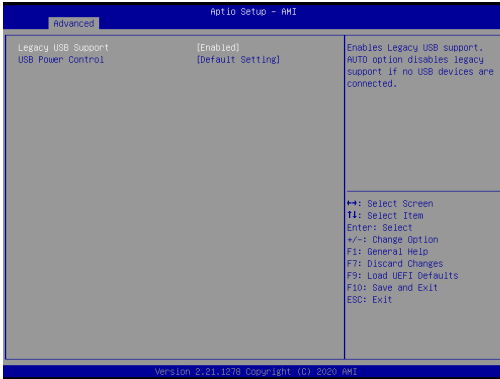 Aptio Setup - AMI
Advanced
Legacy USB Support [Enabled]
USB Power Control [Default Setting]
Enables Legacy USB support.
AUTO option disables legacy
support if no USB devices are
connected.
↔: Select Screen
↑↓: Select Item
Enter: Select
+/-: Change Option
F1: General Help
F7: Discard Changes
F9: Load UEFI Defaults
F10: Save and Exit
ESC: Exit
Version 2.21.1278 Copyright (C) 2020 AMI